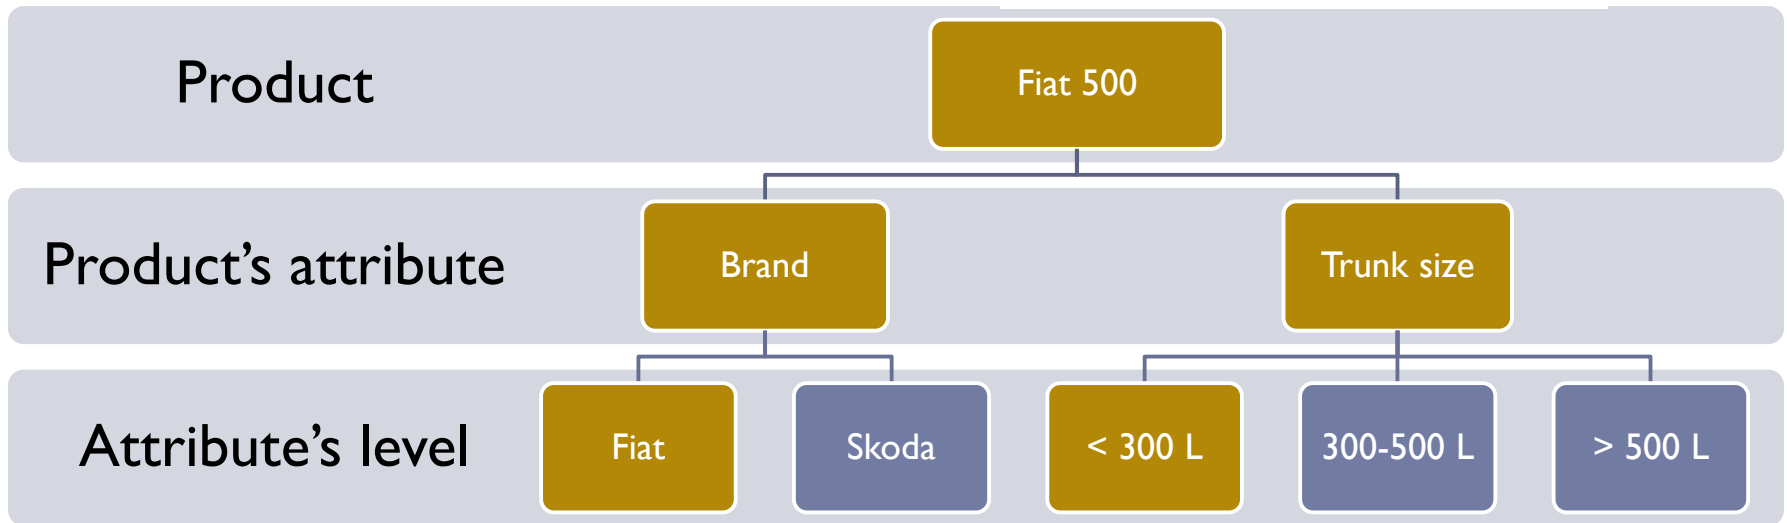 Product
Fiat 500
Product’s attribute
Brand
Trunk size
Attribute’s level
Fiat
Skoda
< 300 L
300-500 L
> 500 L